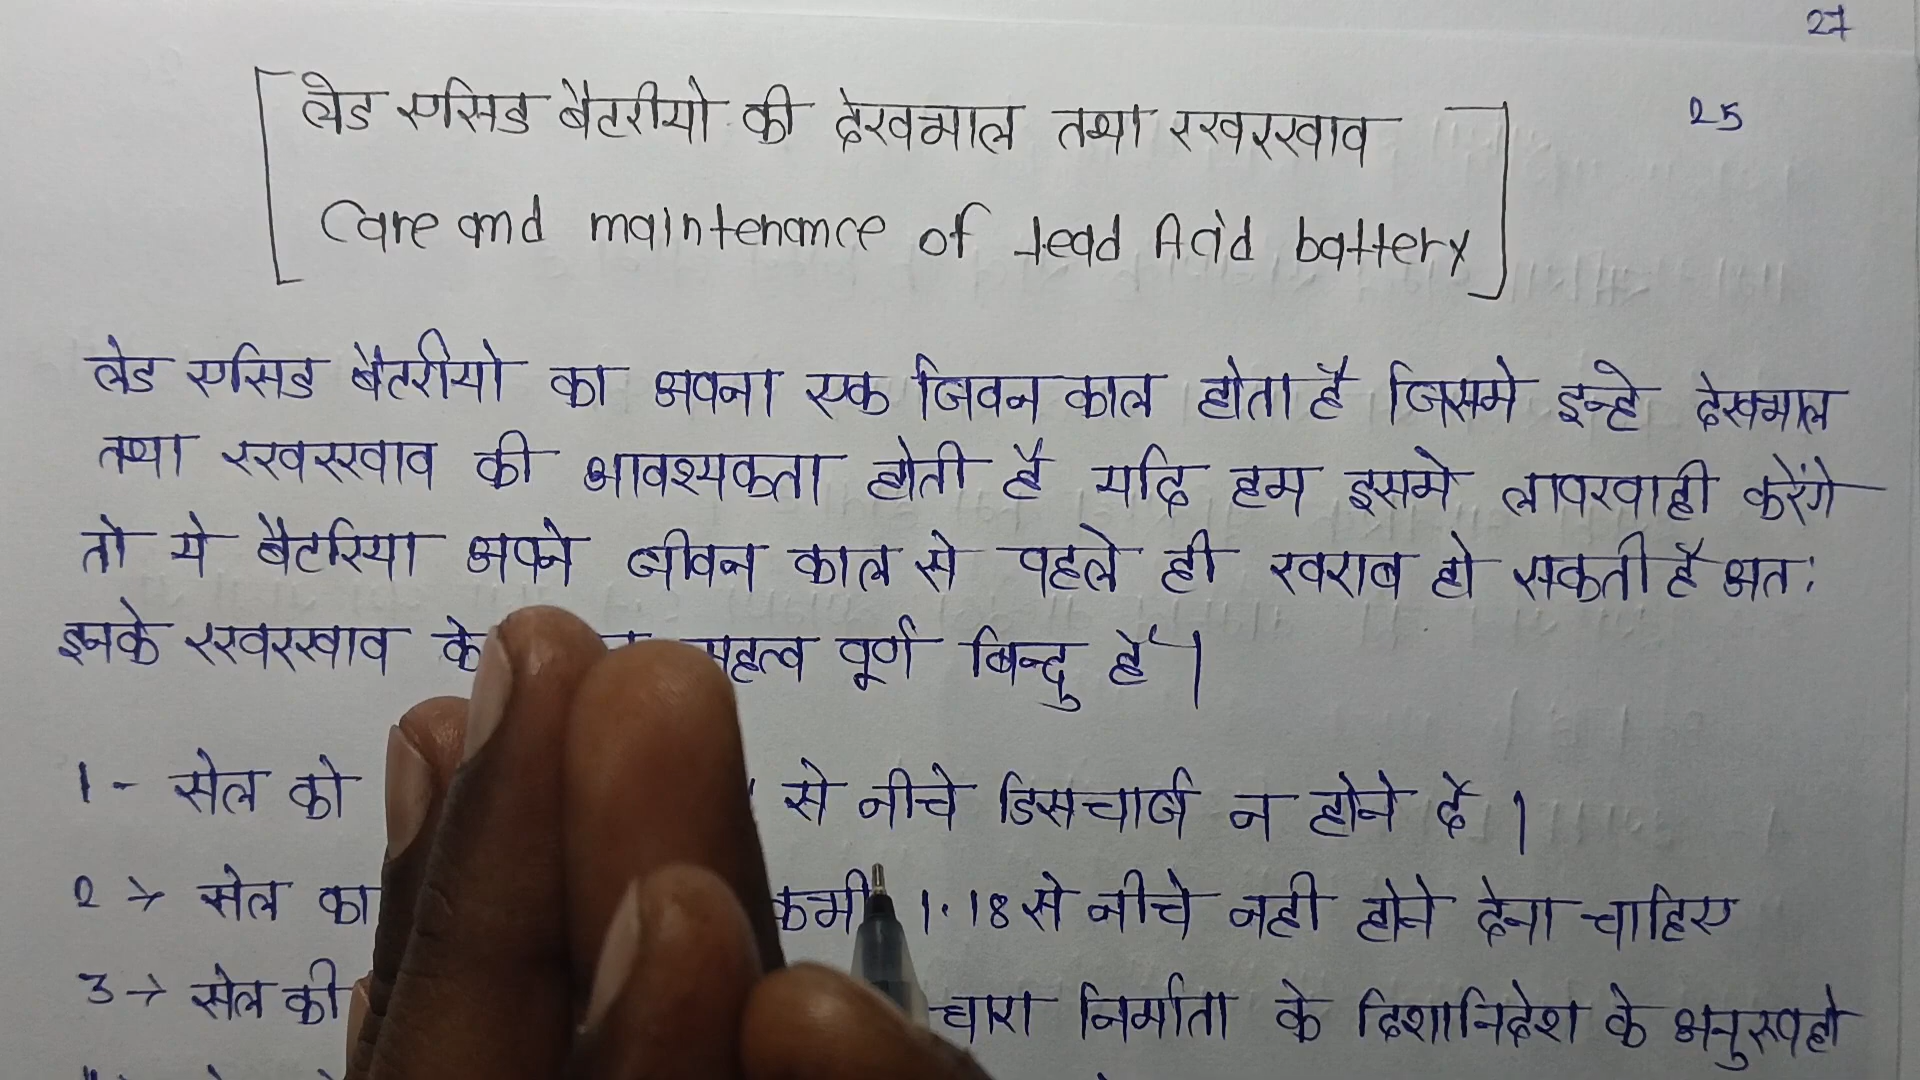 27
लेड एसिड बैटरीयो की देखभाल तथा रखरखाव
25
Care and maintenance of lead Acid battery
लेड एसिड बैटरीयो का अपना एक जिवन काल होता है जिसमे इन्हे देखभाल
तथा रखरखाव की आवश्यकता होती है यदि हम इसमे लापरवाही करेंगे
तो ये बैटरिया अपने जीवन काल से पहले ही खराब हो सकती है अतः
इनके रखरखाव के महत्व पूर्ण बिन्दु हैं।
1- सेल को से नीचे डिसचार्ज न होने दें।
2→ सेल का कभी 1.18 से नीचे नही होने देना चाहिए
3→ सेल की धारा निर्माता के दिशानिदेश के अनुरूप हो